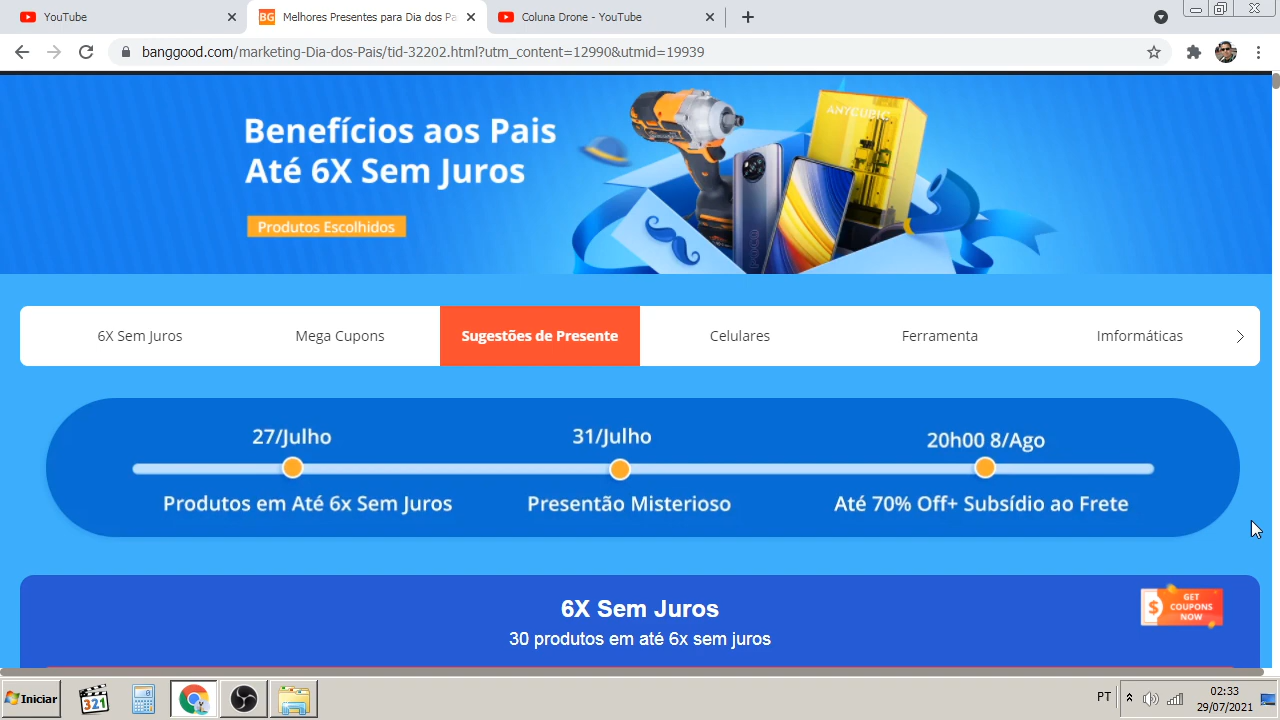 YouTube
BG
Melhores Presentes para Dia dos Pa
Coluna Drone - YouTube
banggood.com/marketing-Dia-dos-Pais/tid-32202.html?utm_content=12990&utmid=19939
Benefícios aos Pais
Até 6X Sem Juros
Produtos Escolhidos
ANYCUBIC
POCO
6X Sem Juros
Mega Cupons
Sugestões de Presente
Celulares
Ferramenta
Imformáticas
27/Julho
31/Julho
20h00 8/Ago
Produtos em Até 6x Sem Juros
Presentão Misterioso
Até 70% Off+ Subsídio ao Frete
6X Sem Juros
30 produtos em até 6x sem juros
$ GET
COUPONS
NOW
Iniciar
321
PT
02:33
29/07/2021